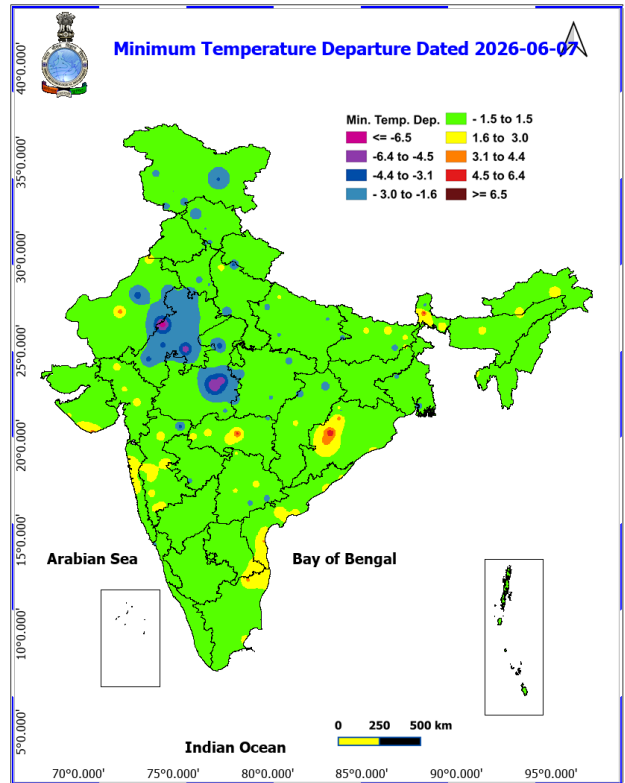 Minimum Temperature Departure Dated 2026-06-07
Min. Temp. Dep.
<= -6.5
-6.4 to -4.5
-4.4 to -3.1
- 3.0 to -1.6
- 1.5 to 1.5
1.6 to 3.0
3.1 to 4.4
4.5 to 6.4
>= 6.5
40°0.000'
35°0.000'
30°0.000'
25°0.000'
20°0.000'
15°0.000'
10°0.000'
5°0.000'
Arabian Sea
Bay of Bengal
Indian Ocean
0 250 500 km
70°0.000' 75°0.000' 80°0.000' 85°0.000' 90°0.000' 95°0.000'